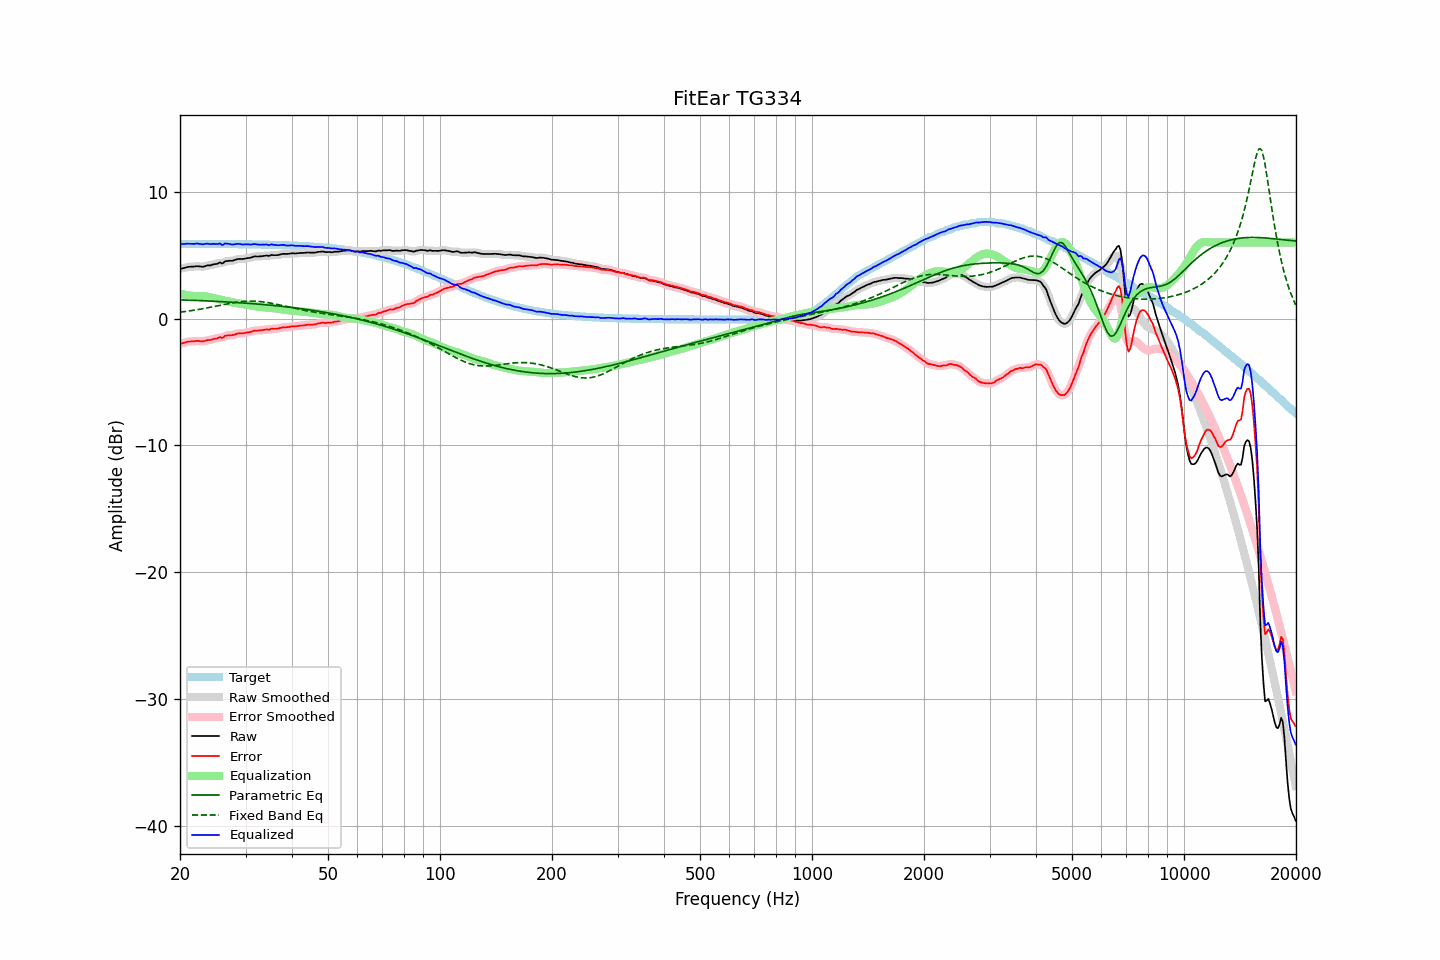 FitEar TG334
Amplitude (dBr)
10
0
−10
−20
−30
−40
Target
Raw Smoothed
Error Smoothed
Raw
Error
Equalization
Parametric Eq
Fixed Band Eq
Equalized
20 50 100 200 500 1000 2000 5000 10000 20000
Frequency (Hz)